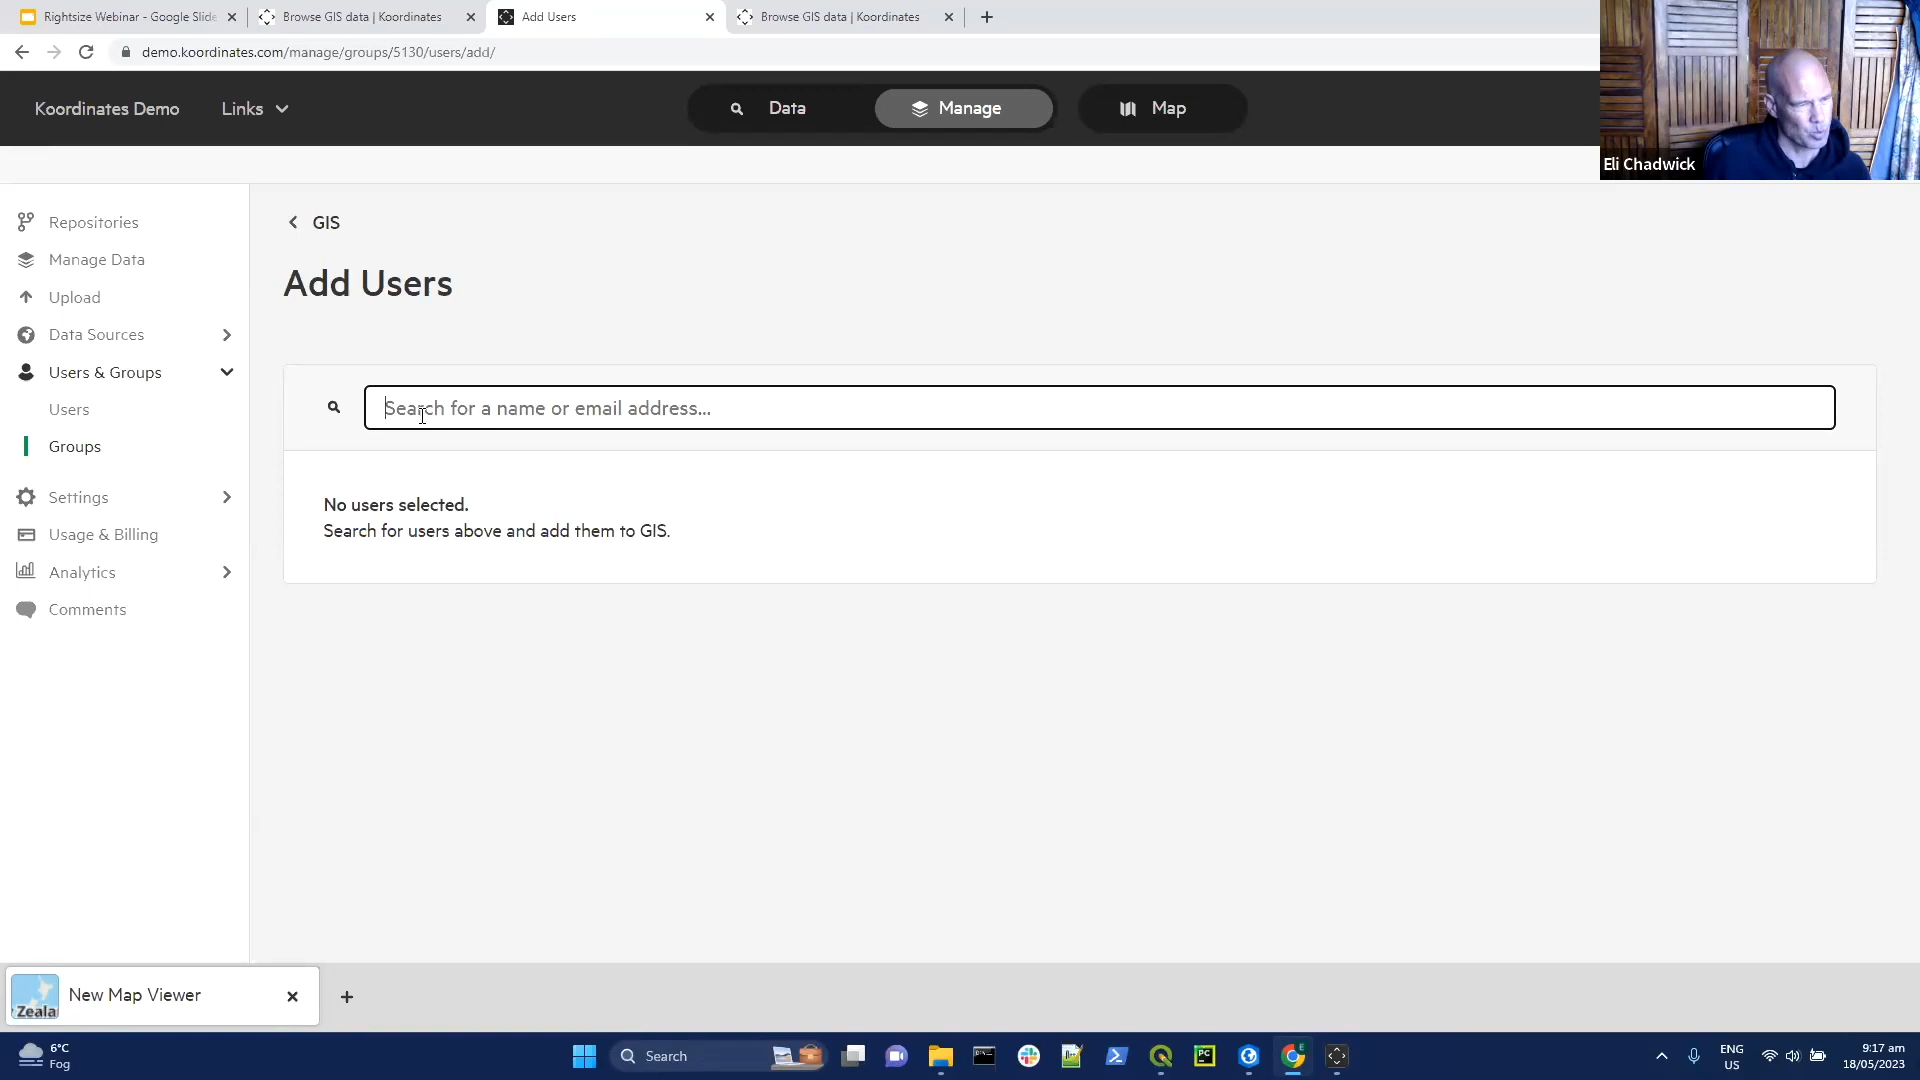 Rightsize Webinar - Google Slide
Browse GIS data | Koordinates
Add Users
Browse GIS data | Koordinates
demo.koordinates.com/manage/groups/5130/users/add/
Koordinates Demo
Links
Data
Manage
Map
Eli Chadwick
Repositories
Manage Data
Upload
Data Sources
Users & Groups
Users
Groups
Settings
Usage & Billing
Analytics
Comments
GIS
Add Users
Search for a name or email address...
No users selected.
Search for users above and add them to GIS.
Zeala
New Map Viewer
6°C
Fog
Search
PC
ENG
US
9:17 am
18/05/2023